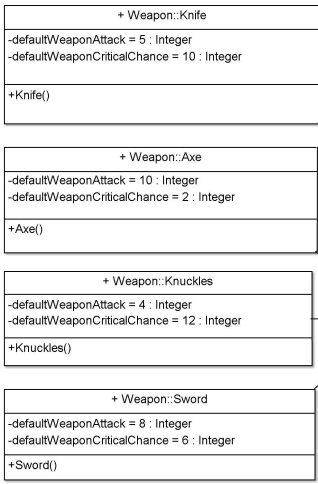 + Weapon::Knife
-defaultWeaponAttack = 5 : Integer
-defaultWeaponCriticalChance = 10 : Integer
+Knife()
+ Weapon::Axe
-defaultWeaponAttack = 10 : Integer
-defaultWeaponCriticalChance = 2 : Integer
+Axe()
+ Weapon::Knuckles
-defaultWeaponAttack = 4 : Integer
-defaultWeaponCriticalChance = 12 : Integer
+Knuckles()
+ Weapon::Sword
-defaultWeaponAttack = 8 : Integer
-defaultWeaponCriticalChance = 6 : Integer
+Sword()